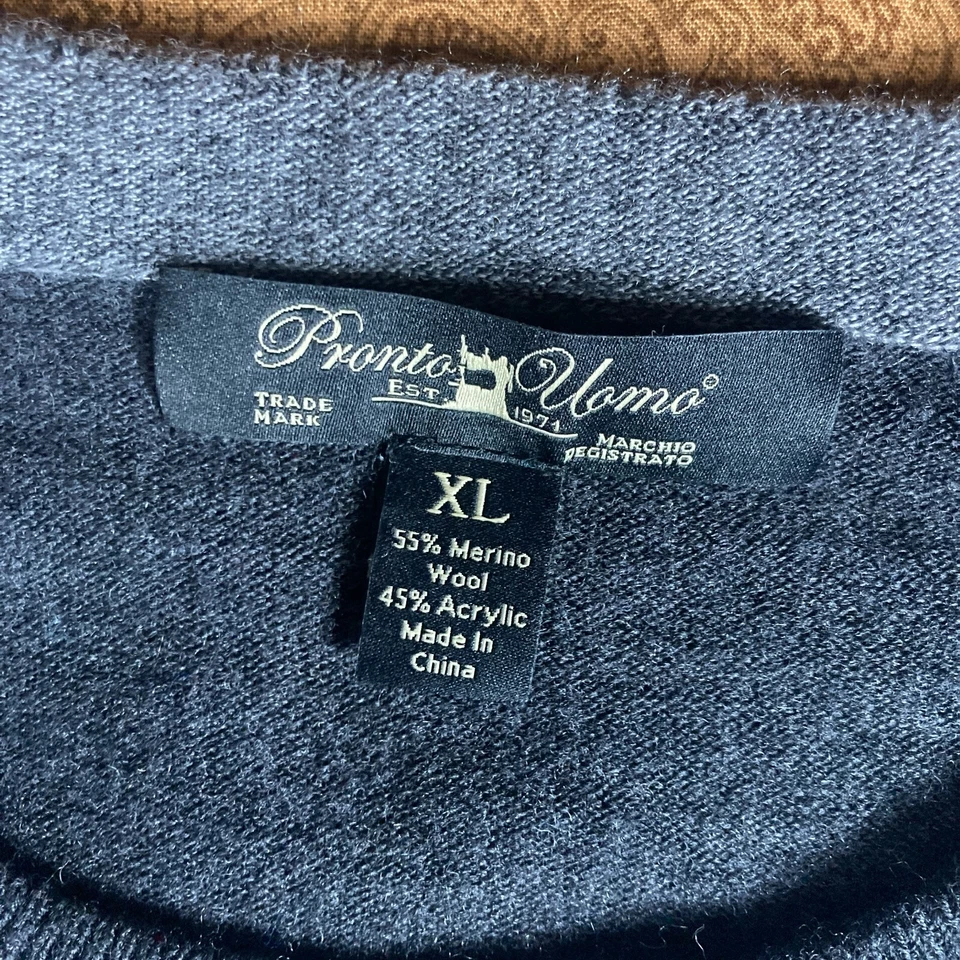 Pronto Uomo®
EST. 1971
TRADE
MARK
MARCHIO
REGISTRATO
XL
55% Merino
Wool
45% Acrylic
Made In
China